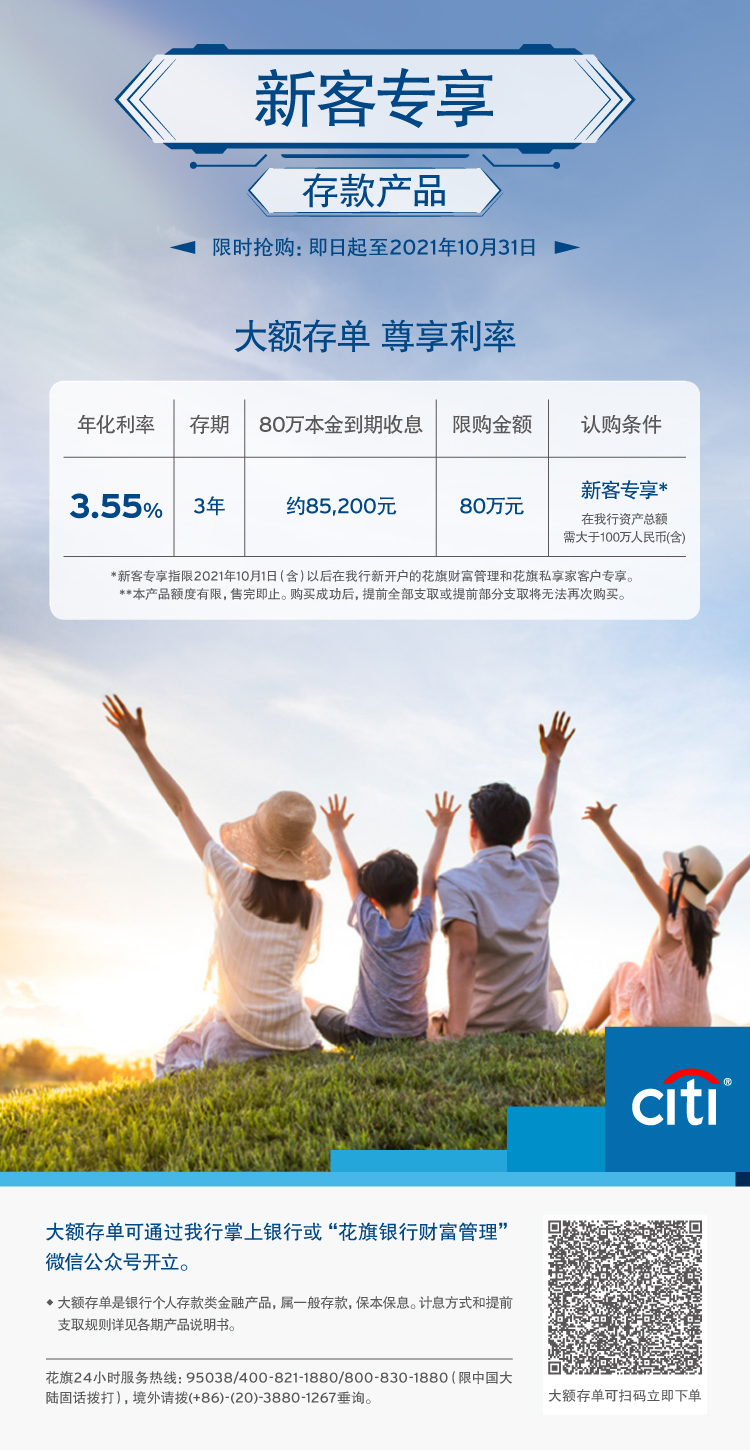 新客专享
存款产品
限时抢购：即日起至2021年10月31日
大额存单 尊享利率
年化利率 存期 80万本金到期收息 限购金额 认购条件
3.55% 3年 约85,200元 80万元 新客专享*
在我行资产总额
需大于100万人民币(含)
*新客专享指限2021年10月1日（含）以后在我行新开户的花旗财富管理和花旗私享家客户专享。
**本产品额度有限，售完即止。购买成功后，提前全部支取或提前部分支取将无法再次购买。
citi®
大额存单可通过我行掌上银行或“花旗银行财富管理”
微信公众号开立。
◆ 大额存单是银行个人存款类金融产品，属一般存款，保本保息。计息方式和提前
支取规则详见各期产品说明书。
花旗24小时服务热线：95038/400-821-1880/800-830-1880（限中国大
陆固话拨打），境外请拨(+86)-(20)-3880-1267垂询。
大额存单可扫码立即下单